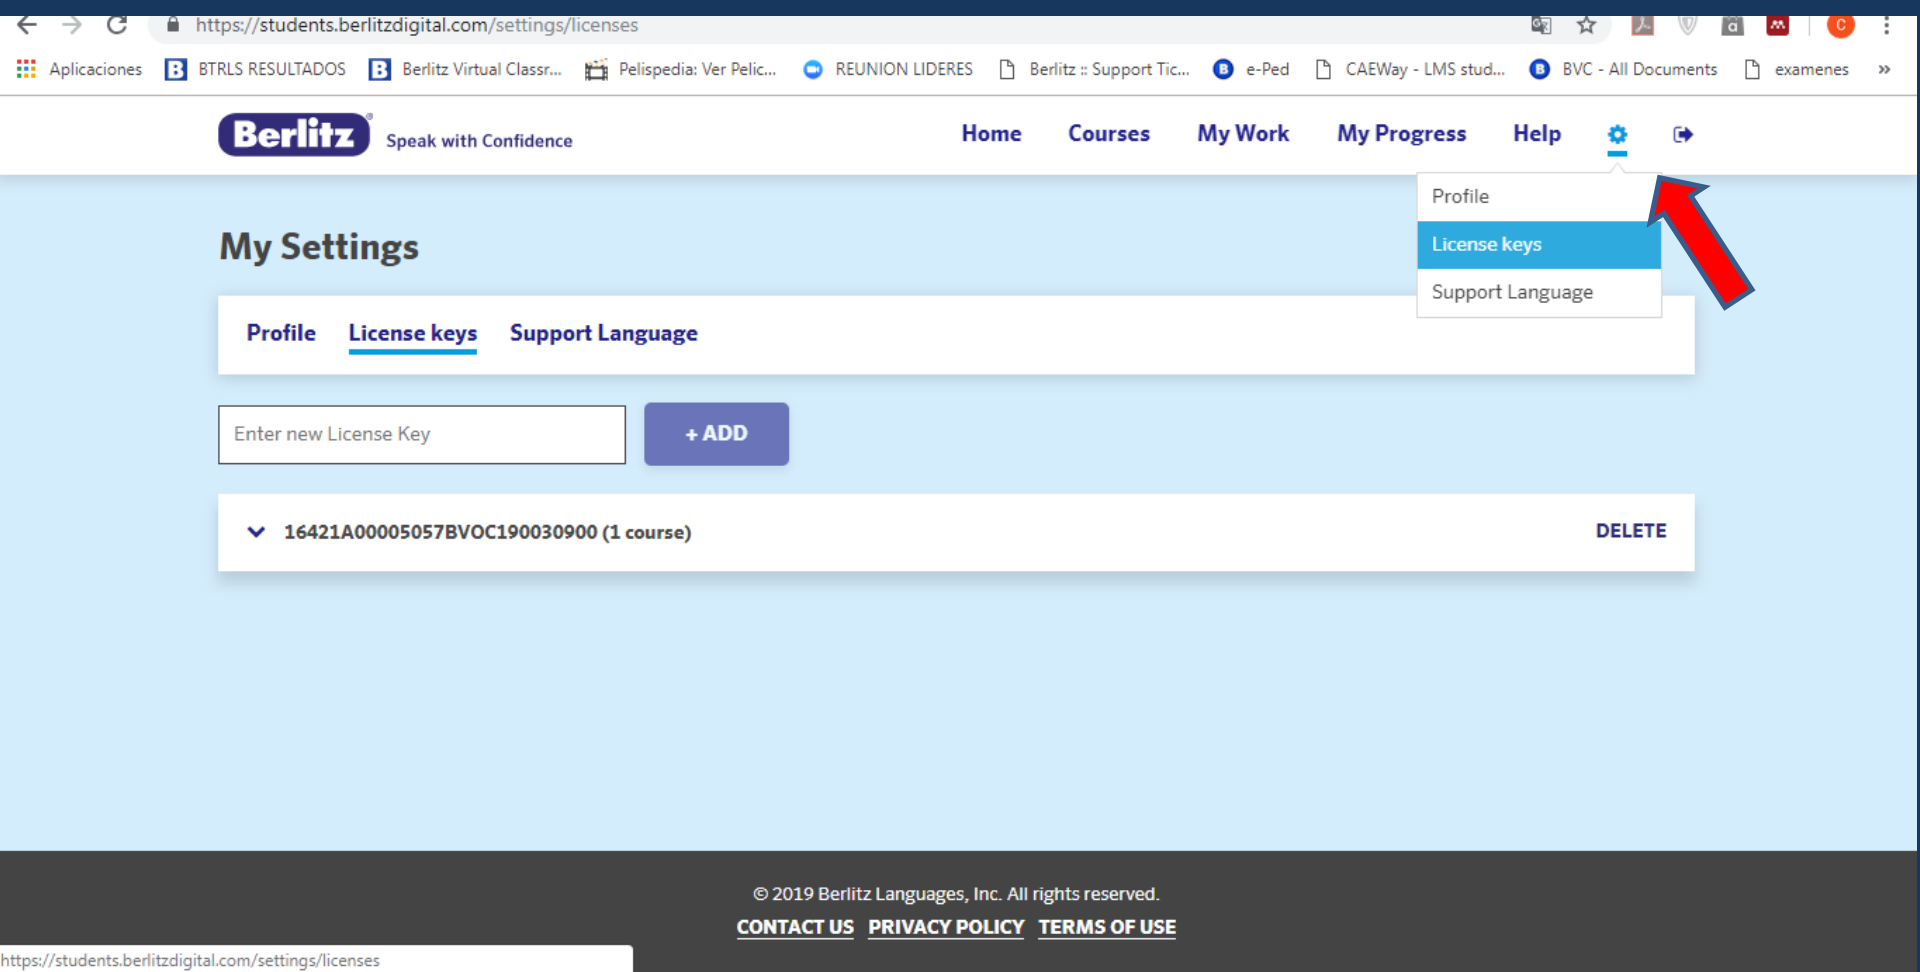 https://students.berlitzdigital.com/settings/licenses
Aplicaciones B BTRLS RESULTADOS B Berlitz Virtual Classr... Pelispedia: Ver Pelic... REUNION LIDERES Berlitz :: Support Tic... B e-Ped CAEWay - LMS stud... B BVC - All Documents examenes »
Berlitz® Speak with Confidence Home Courses My Work My Progress Help
Profile
License keys
Support Language
My Settings
Profile License keys Support Language
Enter new License Key + ADD
16421A00005057BVOC190030900 (1 course) DELETE
© 2019 Berlitz Languages, Inc. All rights reserved.
CONTACT US PRIVACY POLICY TERMS OF USE
https://students.berlitzdigital.com/settings/licenses